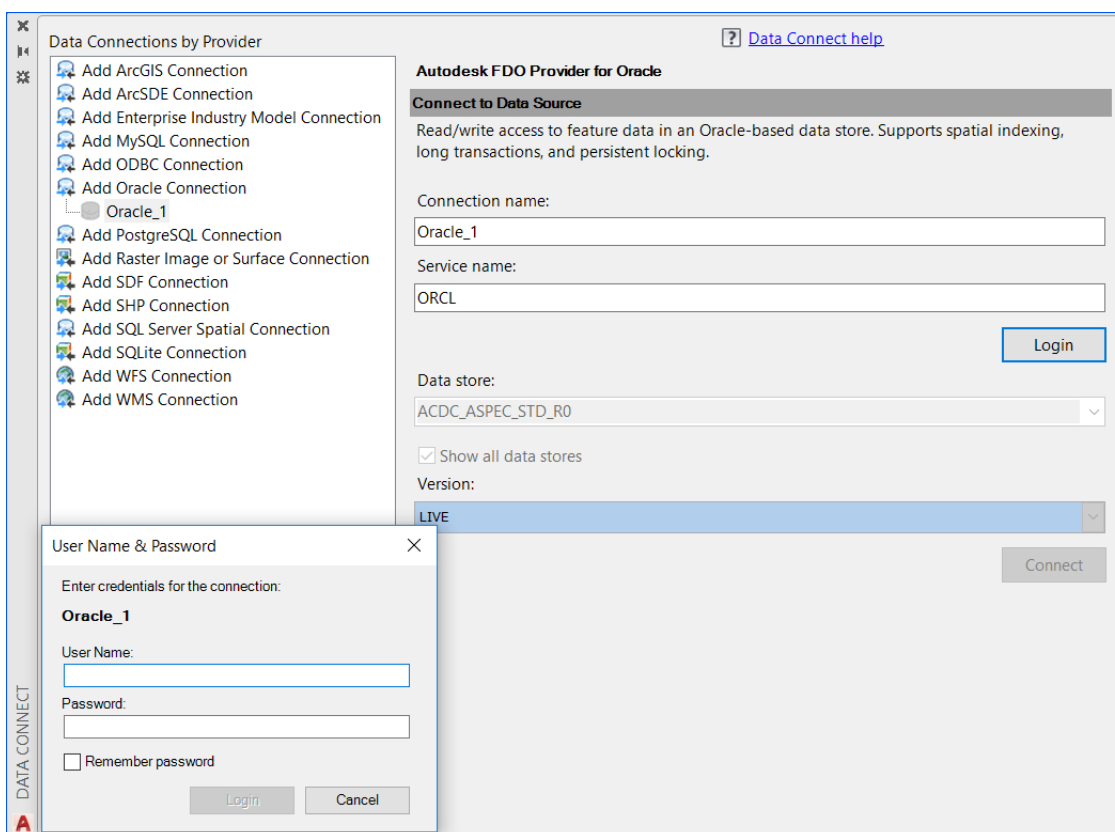 Data Connections by Provider
Add ArcGIS Connection
Add ArcSDE Connection
Add Enterprise Industry Model Connection
Add MySQL Connection
Add ODBC Connection
Add Oracle Connection
Oracle_1
Add PostgreSQL Connection
Add Raster Image or Surface Connection
Add SDF Connection
Add SHP Connection
Add SQL Server Spatial Connection
Add SQLite Connection
Add WFS Connection
Add WMS Connection
? Data Connect help
Autodesk FDO Provider for Oracle
Connect to Data Source
Read/write access to feature data in an Oracle-based data store. Supports spatial indexing,
long transactions, and persistent locking.
Connection name:
Oracle_1
Service name:
ORCL
Login
Data store:
ACDC_ASPEC_STD_R0
Show all data stores
Version:
LIVE
Connect
User Name & Password
Enter credentials for the connection:
Oracle_1
User Name:
Password:
Remember password
Login Cancel
DATA CONNECT
A